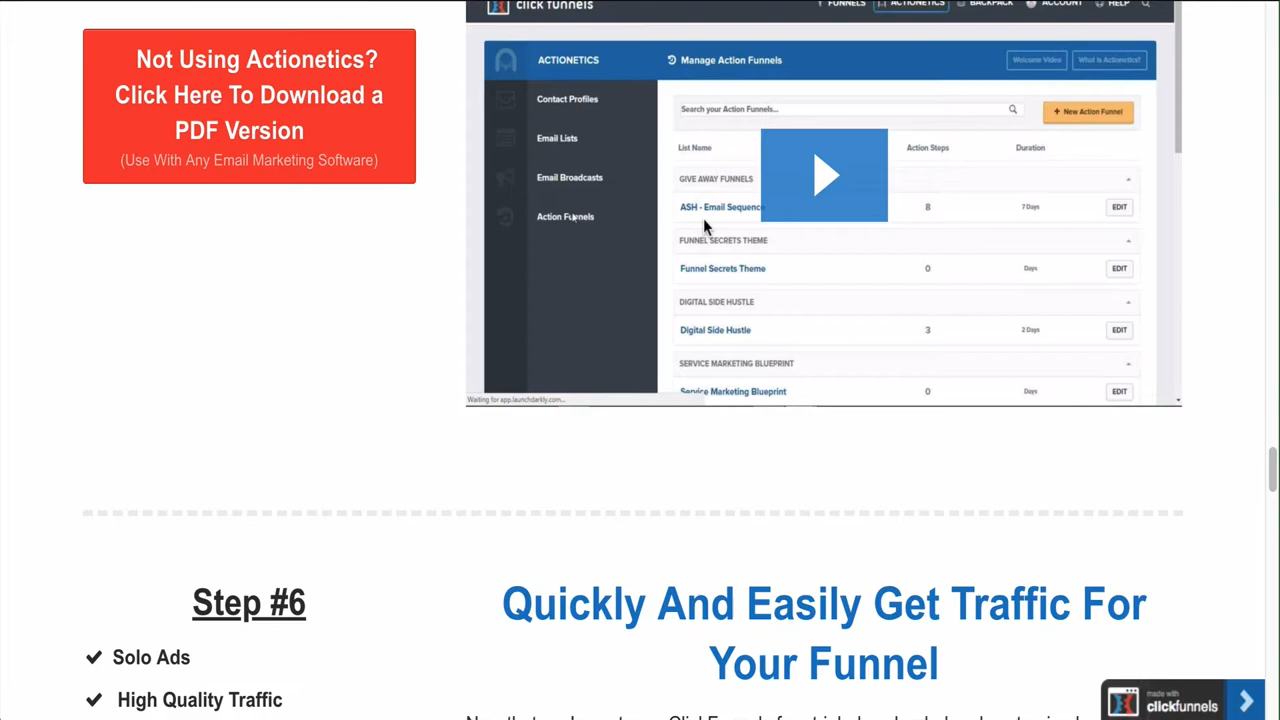 Not Using Actionetics?
Click Here To Download a
PDF Version
(Use With Any Email Marketing Software)
click funnels
FUNNELS ACTIONETICS BACKPACK ACCOUNT HELP
ACTIONETICS
Manage Action Funnels
Welcome Video
What is Actionetics?
Contact Profiles
Email Lists
Email Broadcasts
Action Funnels
Search your Action Funnels...
+ New Action Funnel
List Name Action Steps Duration
GIVE AWAY FUNNELS
ASH - Email Sequence 8 7 Days EDIT
FUNNEL SECRETS THEME
Funnel Secrets Theme 0 Days EDIT
DIGITAL SIDE HUSTLE
Digital Side Hustle 3 2 Days EDIT
SERVICE MARKETING BLUEPRINT
Service Marketing Blueprint 0 Days EDIT
Waiting for app.launchdarkly.com...
Step #6
✔ Solo Ads
✔ High Quality Traffic
Quickly And Easily Get Traffic For
Your Funnel
made with
clickfunnels